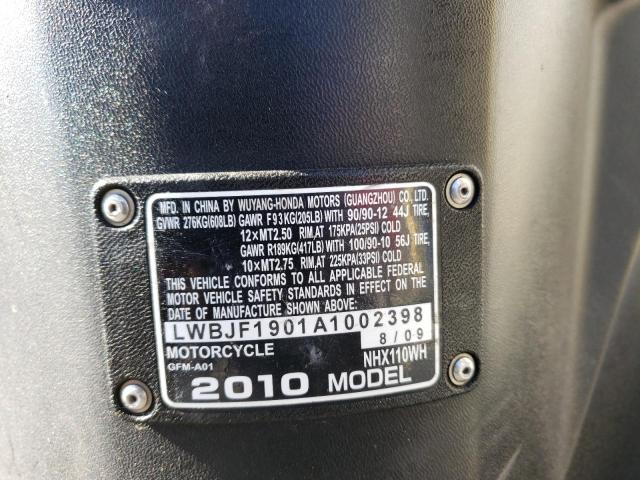 MFD. IN CHINA BY WUYANG-HONDA MOTORS (GUANGZHOU) CO. LTD.
GVWR 276KG(608LB) GAWR F93KG(205LB) WITH 90/90-12 44J TIRE,
12×MT2.50 RIM,AT 175KPA(25PSI) COLD
GAWR R189KG(417LB) WITH 100/90-10 56J TIRE,
10×MT2.75 RIM,AT 225KPA(33PSI) COLD
THIS VEHICLE CONFORMS TO ALL APPLICABLE FEDERAL
MOTOR VEHICLE SAFETY STANDARDS IN EFFECT ON THE
DATE OF MANUFACTURE SHOWN ABOVE:
LWBJF1901A1002398
MOTORCYCLE 8/09
GFM-A01 NHX110WH
2010 MODEL